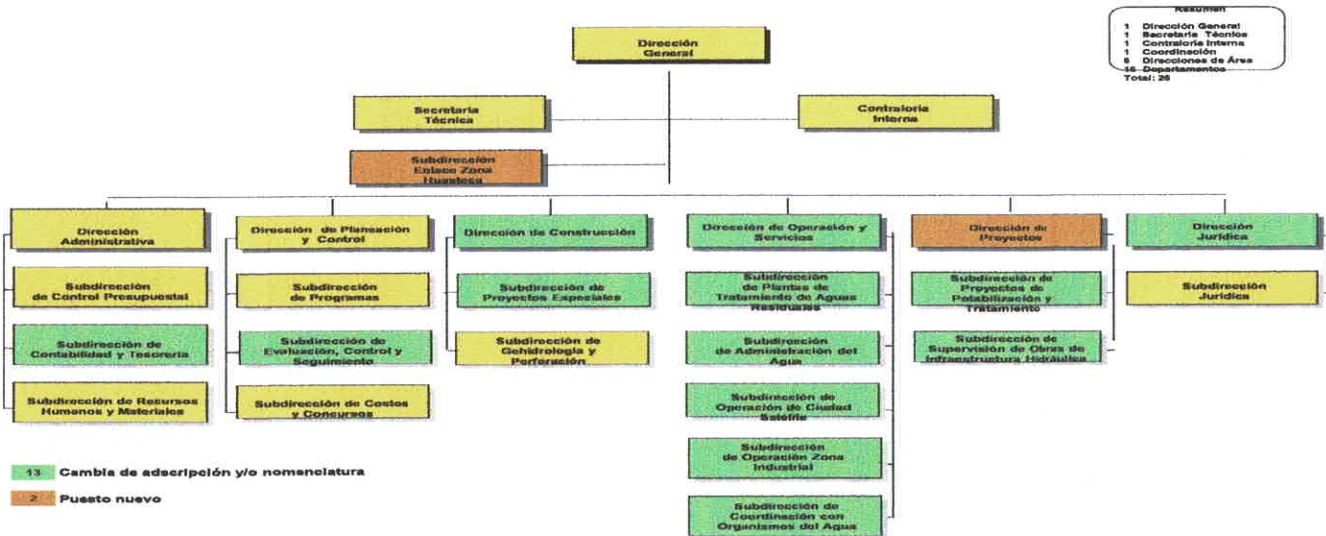 Resumen
1 Dirección General
1 Secretaría Técnica
1 Contraloría Interna
1 Coordinación
6 Direcciones de Área
16 Departamentos
Total: 26
Dirección
General
Secretaría
Técnica
Contraloría
Interna
Subdirección
Enlace Zona
Huasteca
Dirección
Administrativa
Dirección de Planeación
y Control
Dirección de Construcción
Dirección de Operación y
Servicios
Dirección de
Proyectos
Dirección
Jurídica
Subdirección
de Control Presupuestal
Subdirección
de Programas
Subdirección de
Proyectos Especiales
Subdirección
de Plantas de
Tratamiento de Aguas
Residuales
Subdirección de
Proyectos de
Potabilización y
Tratamiento
Subdirección
Jurídica
Subdirección de
Contabilidad y Tesorería
Subdirección de
Evaluación, Control y
Seguimiento
Subdirección de
Gehidrología y
Perforación
Subdirección
de Administración del
Agua
Subdirección de
Supervisión de Obras de
Infraestructura Hidráulica
Subdirección de Recursos
Humanos y Materiales
Subdirección de Costos
y Concursos
Subdirección de
Operación de Ciudad
Satélite
Subdirección
de Operación Zona
Industrial
Subdirección de
Coordinación con
Organismos del Agua
13 Cambia de adscripción y/o nomenclatura
2 Puesto nuevo